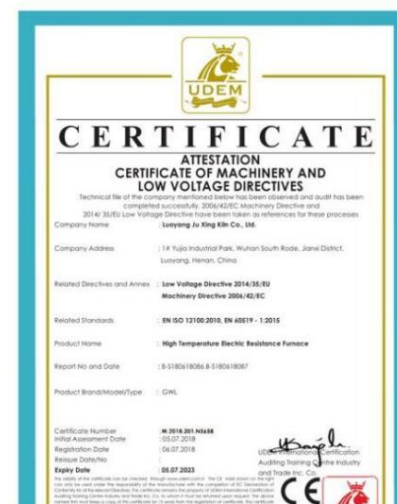 UDEM
CERTIFICATE
ATTESTATION
CERTIFICATE OF MACHINERY AND
LOW VOLTAGE DIRECTIVES
Technical file of the company mentioned below has been observed and audit has been
completed successfully. 2006/42/EC Machinery Directive and
2014/ 35/EU Low Voltage Directive have been taken as references for these processes
Company Name : Luoyang Ju Xing Kiln Co., Ltd.
Company Address : 1# Yujia Industrial Park, Wuhan South Rode, Jianxi District,
Luoyang, Henan, China
Related Directives and Annex : Low Voltage Directive 2014/35/EU
Machinery Directive 2006/42/EC
Related Standards : EN ISO 12100:2010, EN 60519 - 1:2015
Product Name : High Temperature Electric Resistance Furnace
Report No and Date : B-S180618086,B-S180618087
Product Brand/Model/Type : GWL
Certificate Number : M.2018.201.N5658
Initial Assessment Date : 05.07.2018
Registration Date : 06.07.2018
Reissue Date/No :
Expiry Date : 05.07.2023
UDEM International Certification
Auditing Training Centre Industry
and Trade Inc. Co.
CE